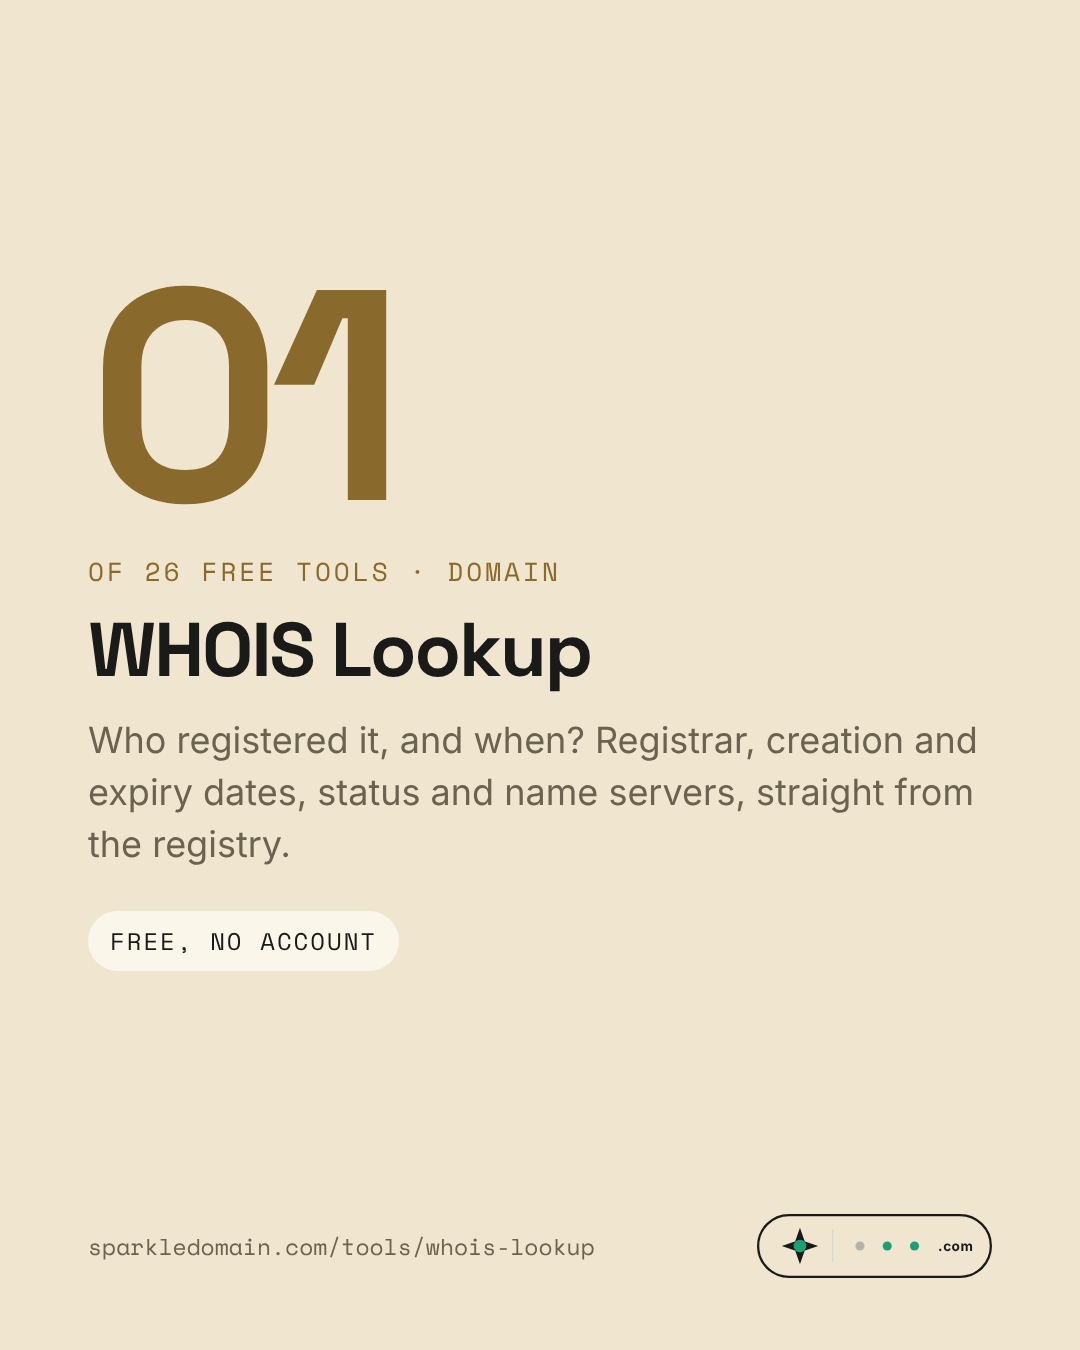 01
OF 26 FREE TOOLS · DOMAIN
WHOIS Lookup
Who registered it, and when? Registrar, creation and
expiry dates, status and name servers, straight from
the registry.
FREE, NO ACCOUNT
sparkledomain.com/tools/whois-lookup
.com